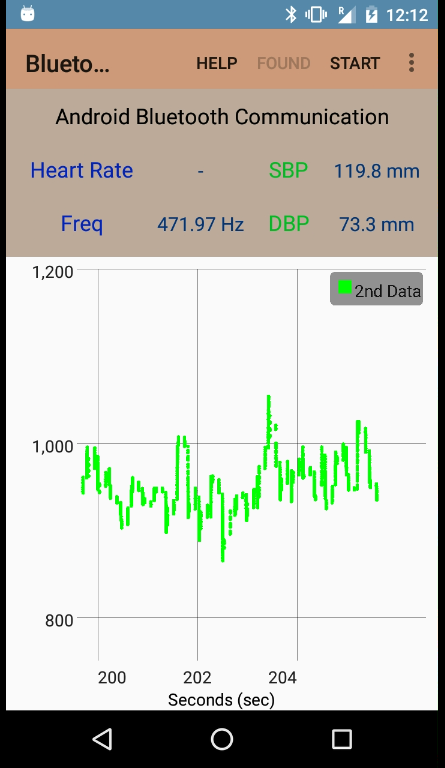 R 12:12
Blueto... HELP FOUND START
Android Bluetooth Communication
Heart Rate - SBP 119.8 mm
Freq 471.97 Hz DBP 73.3 mm
1,200
2nd Data
1,000
800
200 202 204
Seconds (sec)